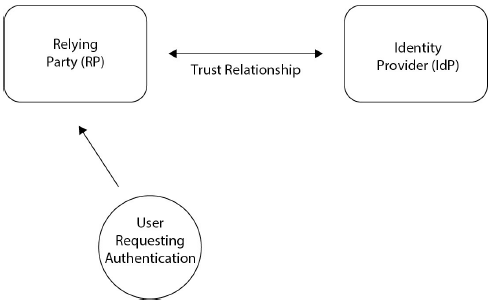 Relying
Party (RP)
Trust Relationship
Identity
Provider (IdP)
User
Requesting
Authentication